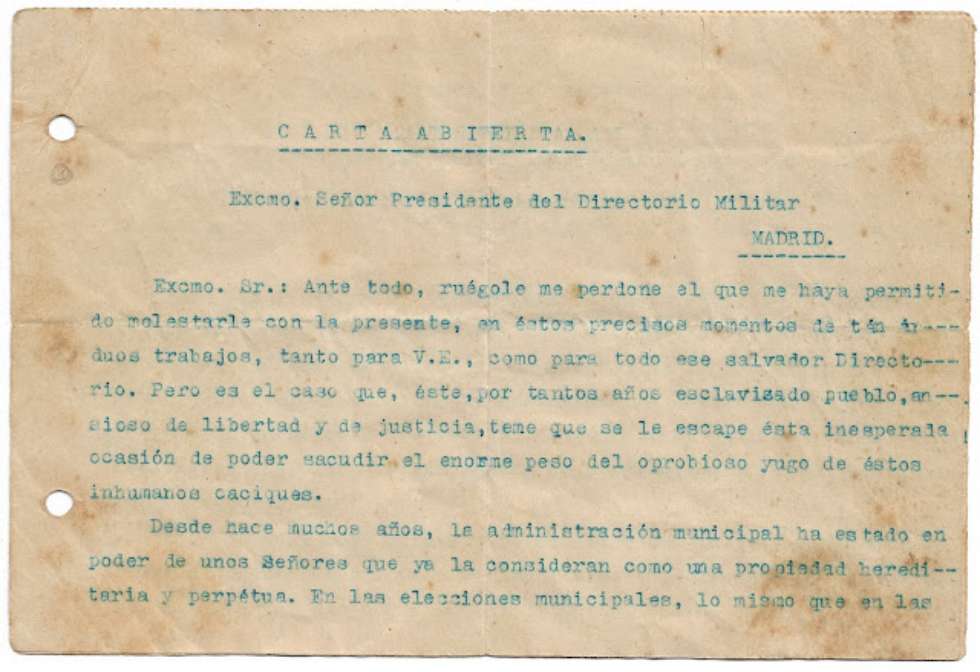 CARTA ABIERTA.
Excmo. Señor Presidente del Directorio Militar
MADRID.
Excmo. Sr.: Ante todo, ruégole me perdone el que me haya permiti-
do molestarle con la presente, en éstos precisos momentos de tán ár---
duos trabajos, tanto para V.E., como para todo ese salvador Directo---
rio. Pero es el caso que, éste,por tantos años esclavizado pueblo,an--
sioso de libertad y de justicia,teme que se le escape ésta inesperada
ocasión de poder sacudir el enorme peso del oprobioso yugo de éstos
inhumanos caciques.
Desde hace muchos años, la administración municipal ha estado en
poder de unos Señores que ya la consideran como una propiedad heredi--
taria y perpétua. En las elecciones municipales, lo mismo que en las